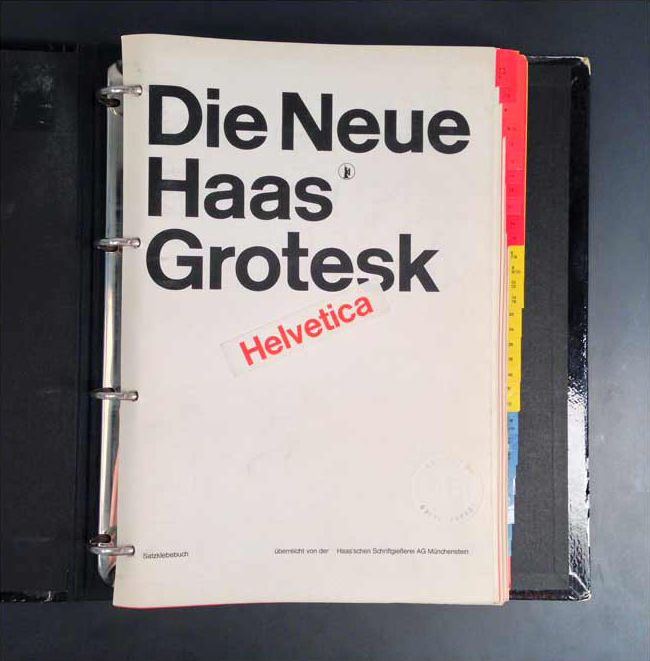 Die Neue
Haas
Grotesk
Helvetica
Satzklebebuch
überreicht von der Haas'schen Schriftgießerei AG Münchenstein